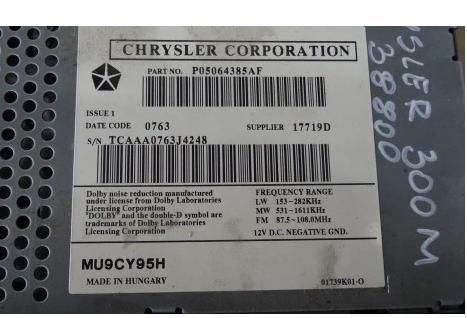 CHRYSLER CORPORATION
PART NO. P05064385AF
ISSUE 1
DATE CODE 0763 SUPPLIER 17719D
S/N TCAAA0763J4248
Dolby noise reduction manufactured
under license from Dolby Laboratories
Licensing Corporation
"DOLBY" and the double-D symbol are
trademarks of Dolby Laboratories
Licensing Corporation
FREQUENCY RANGE
LW 153-282KHz
MW 531-1611KHz
FM 87.5-108.0MHz
12V D.C. NEGATIVE GND.
MU9CY95H
MADE IN HUNGARY 01739K01-O
SLER 300M
38800